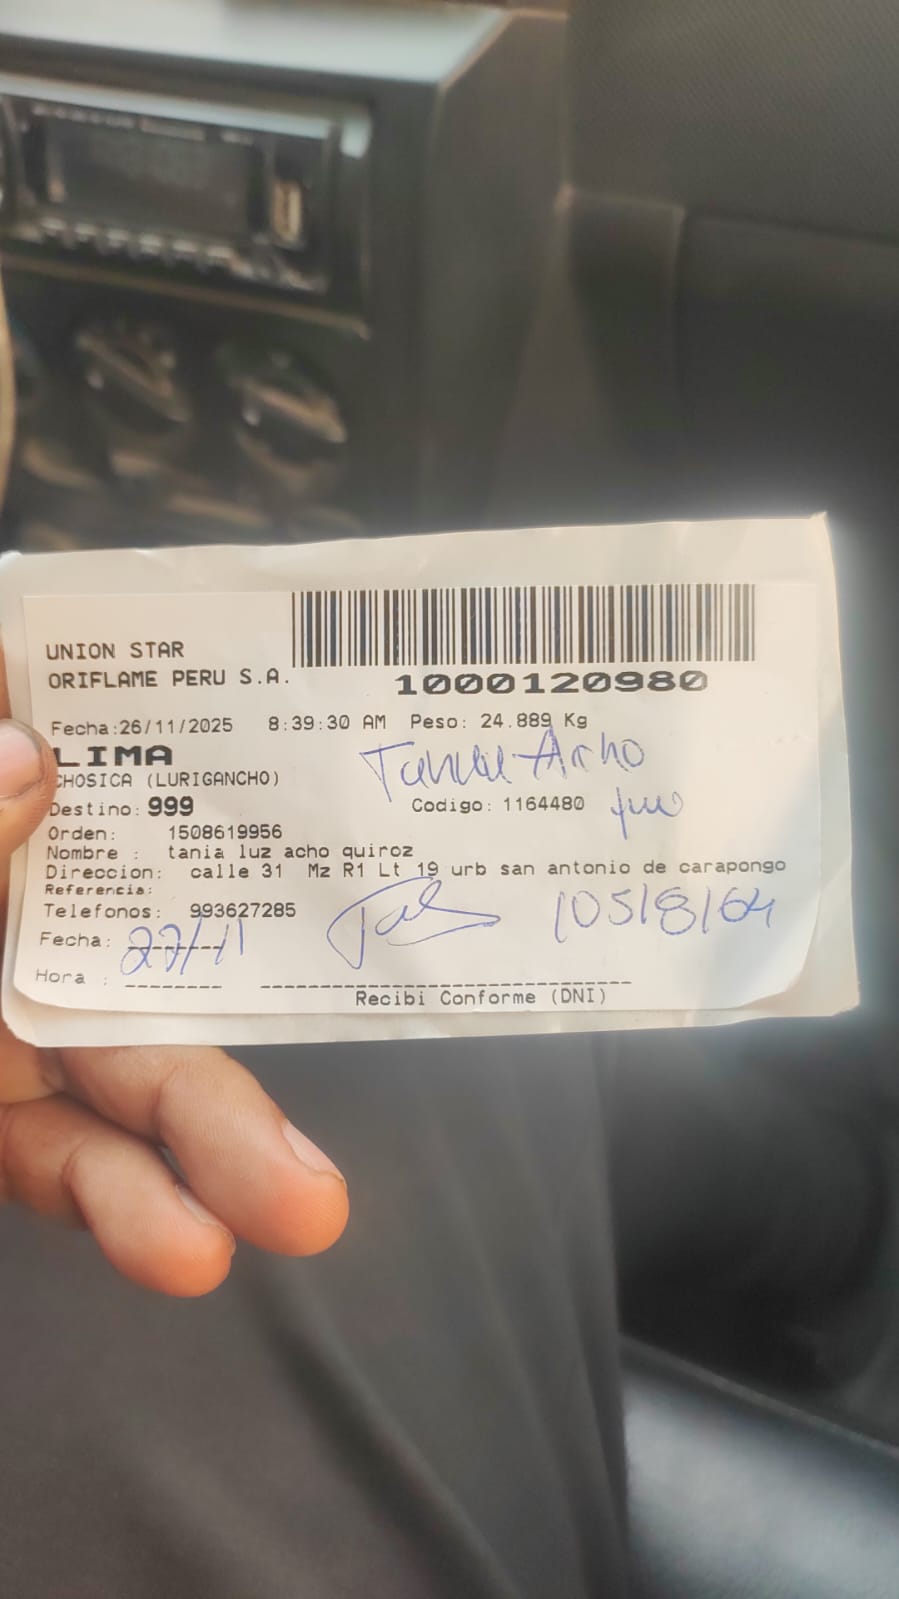 UNION STAR
ORIFLAME PERU S.A.
1000120980
Fecha:26/11/2025 8:39:30 AM Peso: 24.889 Kg
LIMA
CHOSICA (LURIGANCHO)
Acho
Destino: 999 Codigo: 1164480
Orden: 1508619956
Nombre : tania luz acho quiroz
Direccion: calle 31 Mz R1 Lt 19 urb san antonio de carapongo
Referencia:
Telefonos: 993627285
Fecha: 27/11
Hora :
Recibi Conforme (DNI)